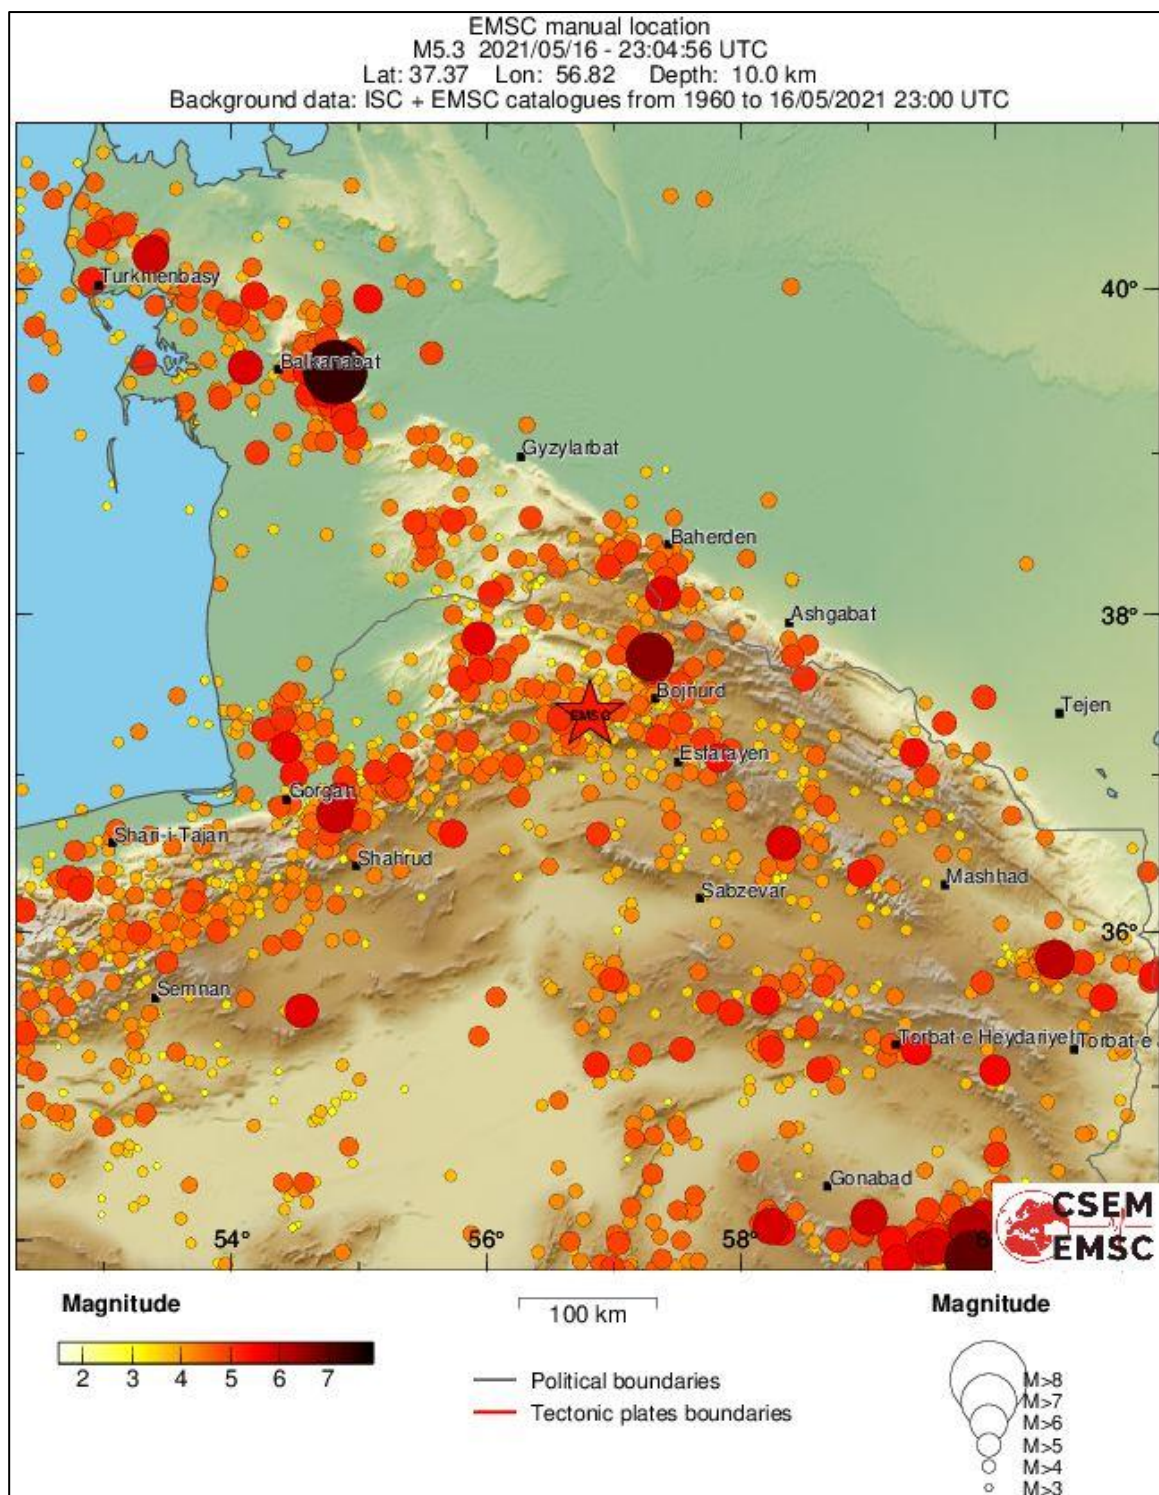 EMSC manual location
M5.3 2021/05/16 - 23:04:56 UTC
Lat: 37.37 Lon: 56.82 Depth: 10.0 km
Background data: ISC + EMSC catalogues from 1960 to 16/05/2021 23:00 UTC
Turkmenbasy
40°
Balkanabat
Gyzylarbat
Baherden
38°
Ashgabat
Bojnurd
Tejen
EMSC
Esfarayen
Gorgan
Shari-i-Tajan
Shahrud
Mashhad
Sabzevar
36°
Semnan
Torbat-e Heydariyeh
Torbat-e
Gonabad
54°
56°
58°
CSEM
EMSC
Magnitude
2 3 4 5 6 7
100 km
Political boundaries
Tectonic plates boundaries
Magnitude
M>8
M>7
M>6
M>5
M>4
M>3